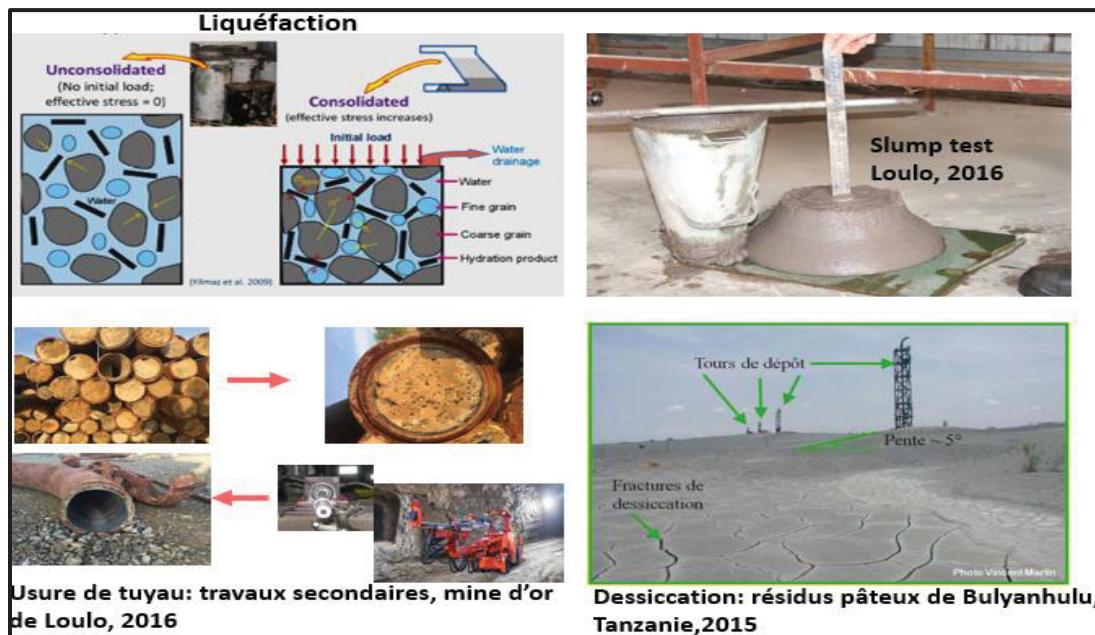 Liquéfaction
Unconsolidated
(No initial load;
effective stress = 0)
Consolidated
(effective stress increases)
Initial load
Water
drainage
Water
Water
Fine grain
Coarse grain
Hydration product
(Yilmaz et al. 2009)
Slump test
Loulo, 2016
Tours de dépôt
Pente ~ 5°
Fractures de
dessiccation
Photo Vincent Martin
Usure de tuyau: travaux secondaires, mine d'or
de Loulo, 2016
Dessiccation: résidus pâteux de Bulyanhulu,
Tanzanie,2015